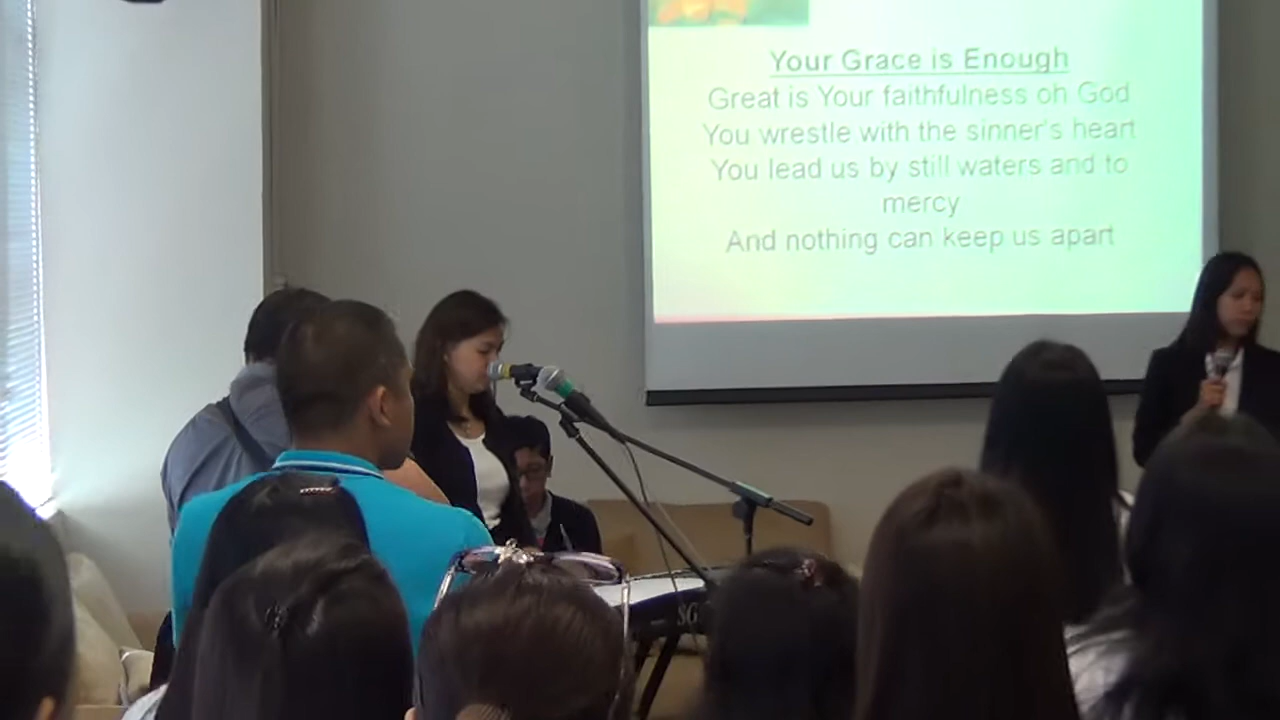 Your Grace is Enough
Great is Your faithfulness oh God
You wrestle with the sinner's heart
You lead us by still waters and to
mercy
And nothing can keep us apart